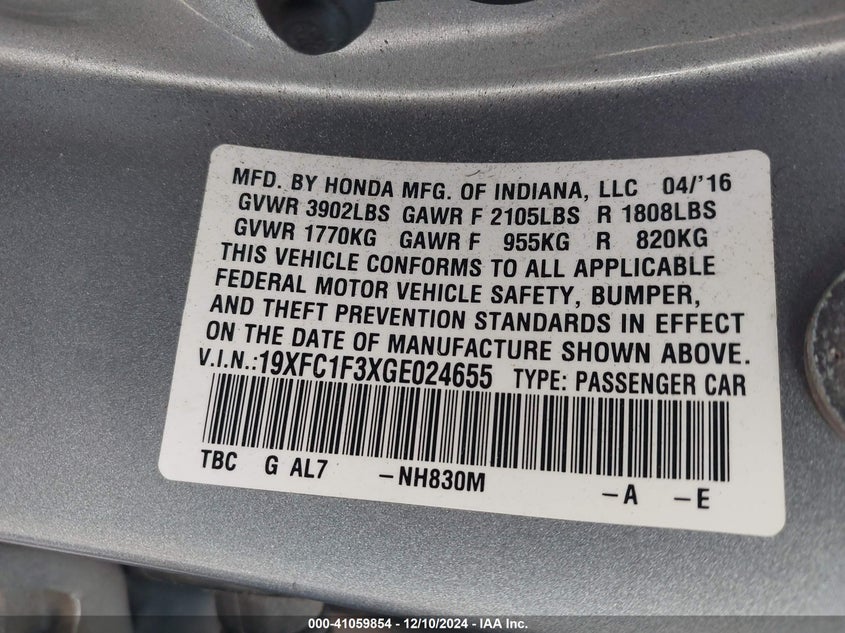 MFD. BY HONDA MFG. OF INDIANA, LLC 04/'16
GVWR 3902LBS GAWR F 2105LBS R 1808LBS
GVWR 1770KG GAWR F 955KG R 820KG
THIS VEHICLE CONFORMS TO ALL APPLICABLE
FEDERAL MOTOR VEHICLE SAFETY, BUMPER,
AND THEFT PREVENTION STANDARDS IN EFFECT
ON THE DATE OF MANUFACTURE SHOWN ABOVE.
V.I.N.:19XFC1F3XGE024655 TYPE: PASSENGER CAR
TBC G AL7 -NH830M -A -E
000-41059854 / 12/10/2024 - IAA Inc.